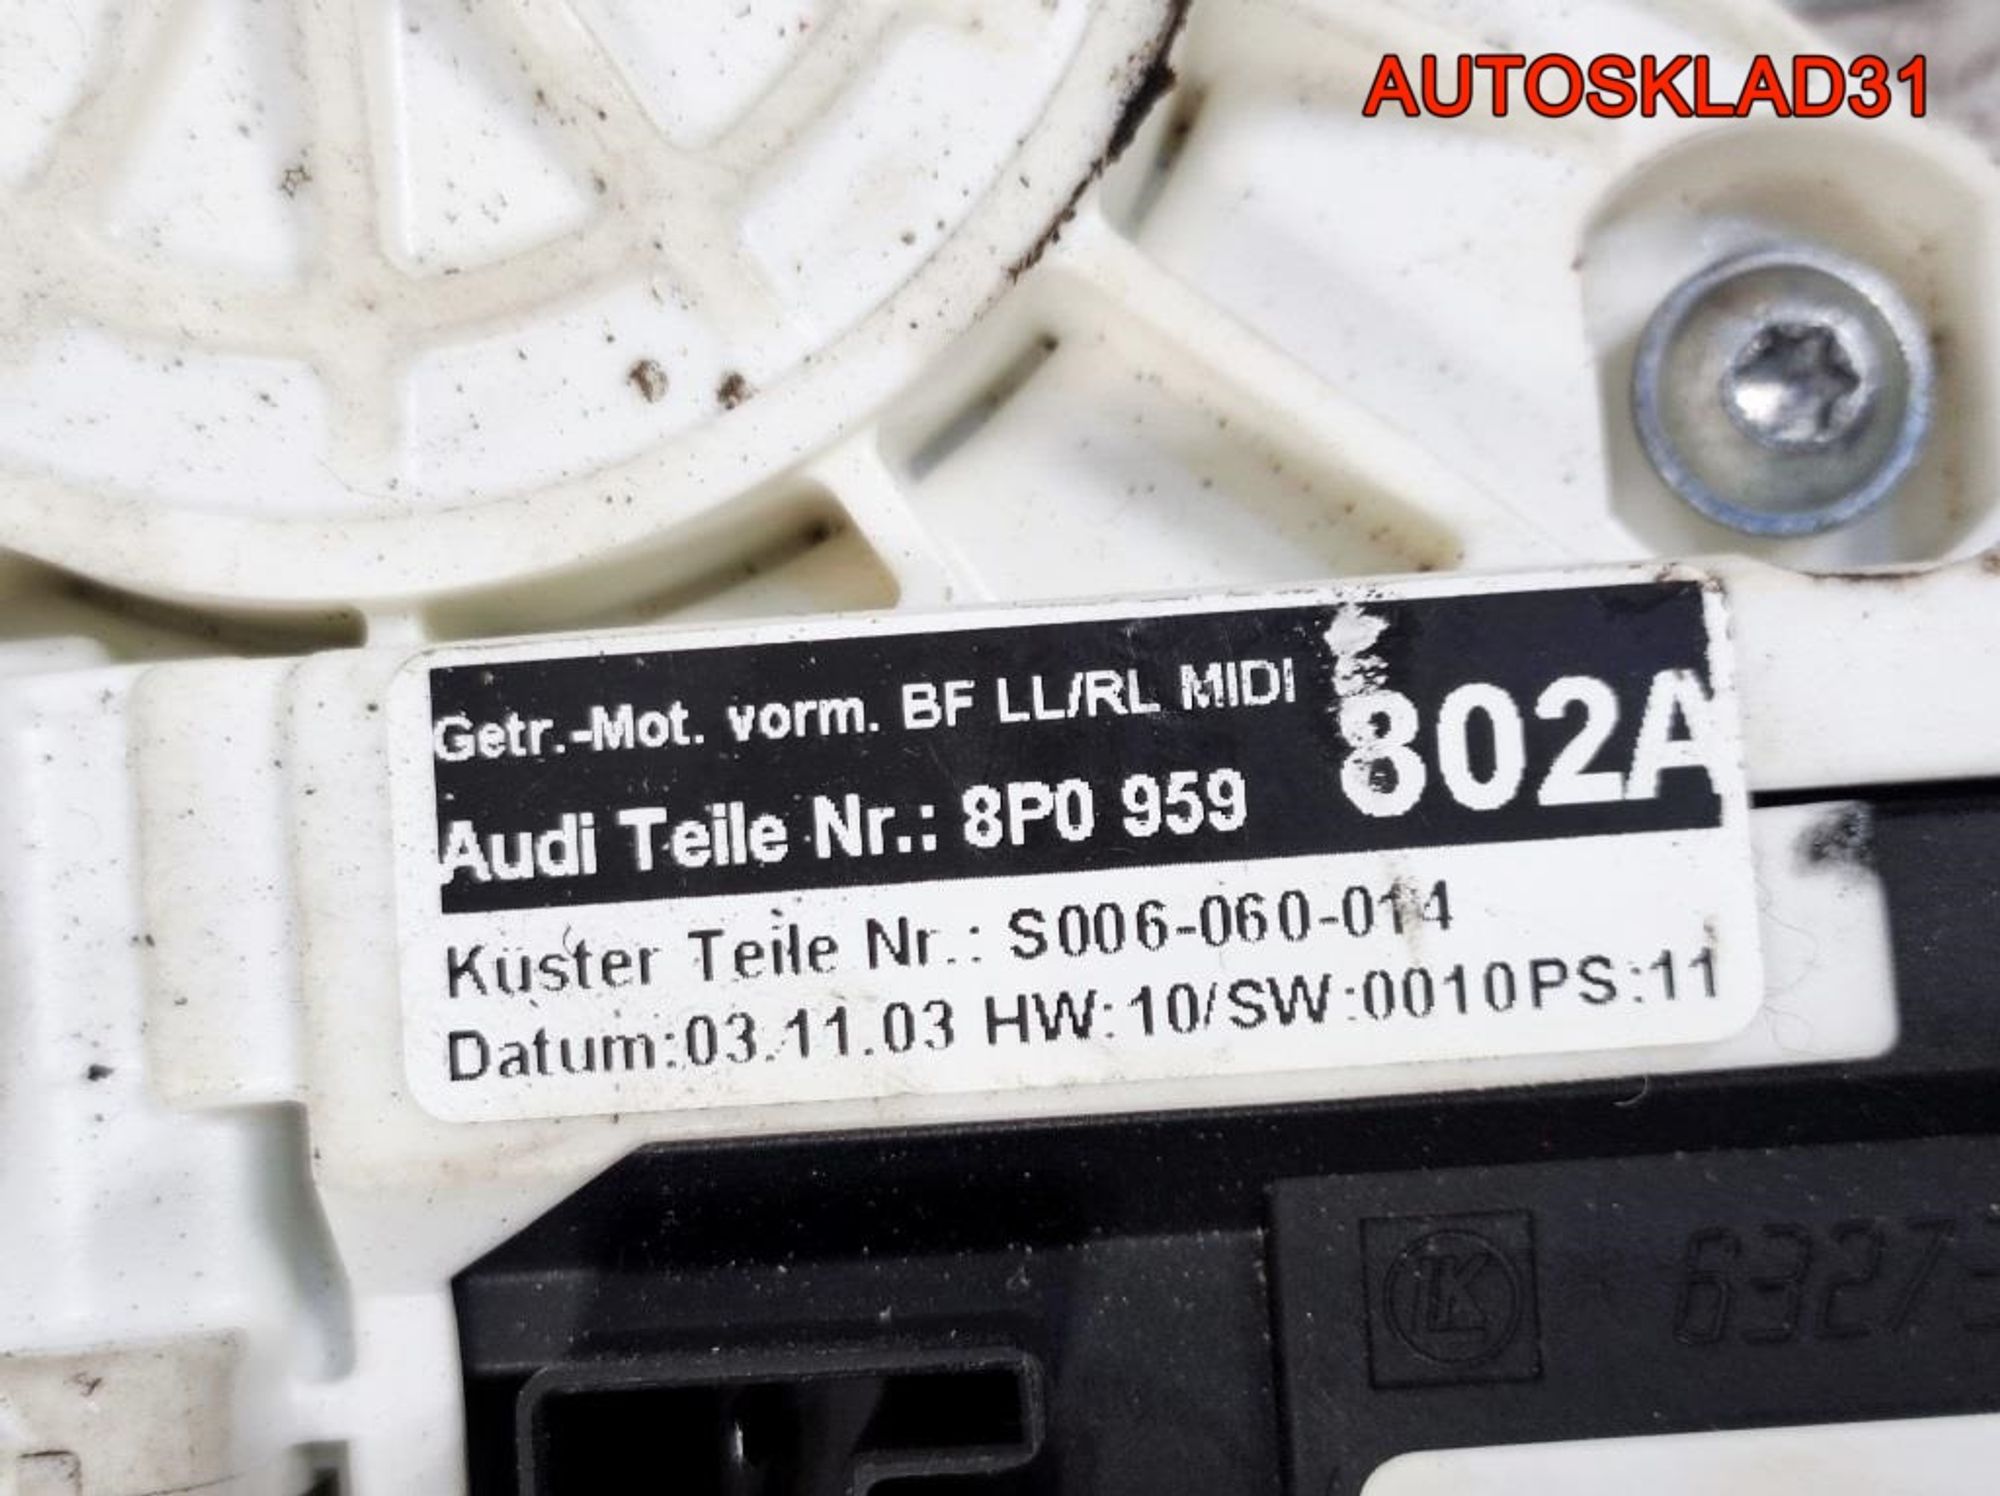 AUTOSKLAD31
Getr.-Mot. vorm. BF LL/RL MIDI
802A
Audi Teile Nr.: 8P0 959
Küster Teile Nr.: S006-060-014
Datum:03.11.03 HW:10/SW:0010PS:11
LK